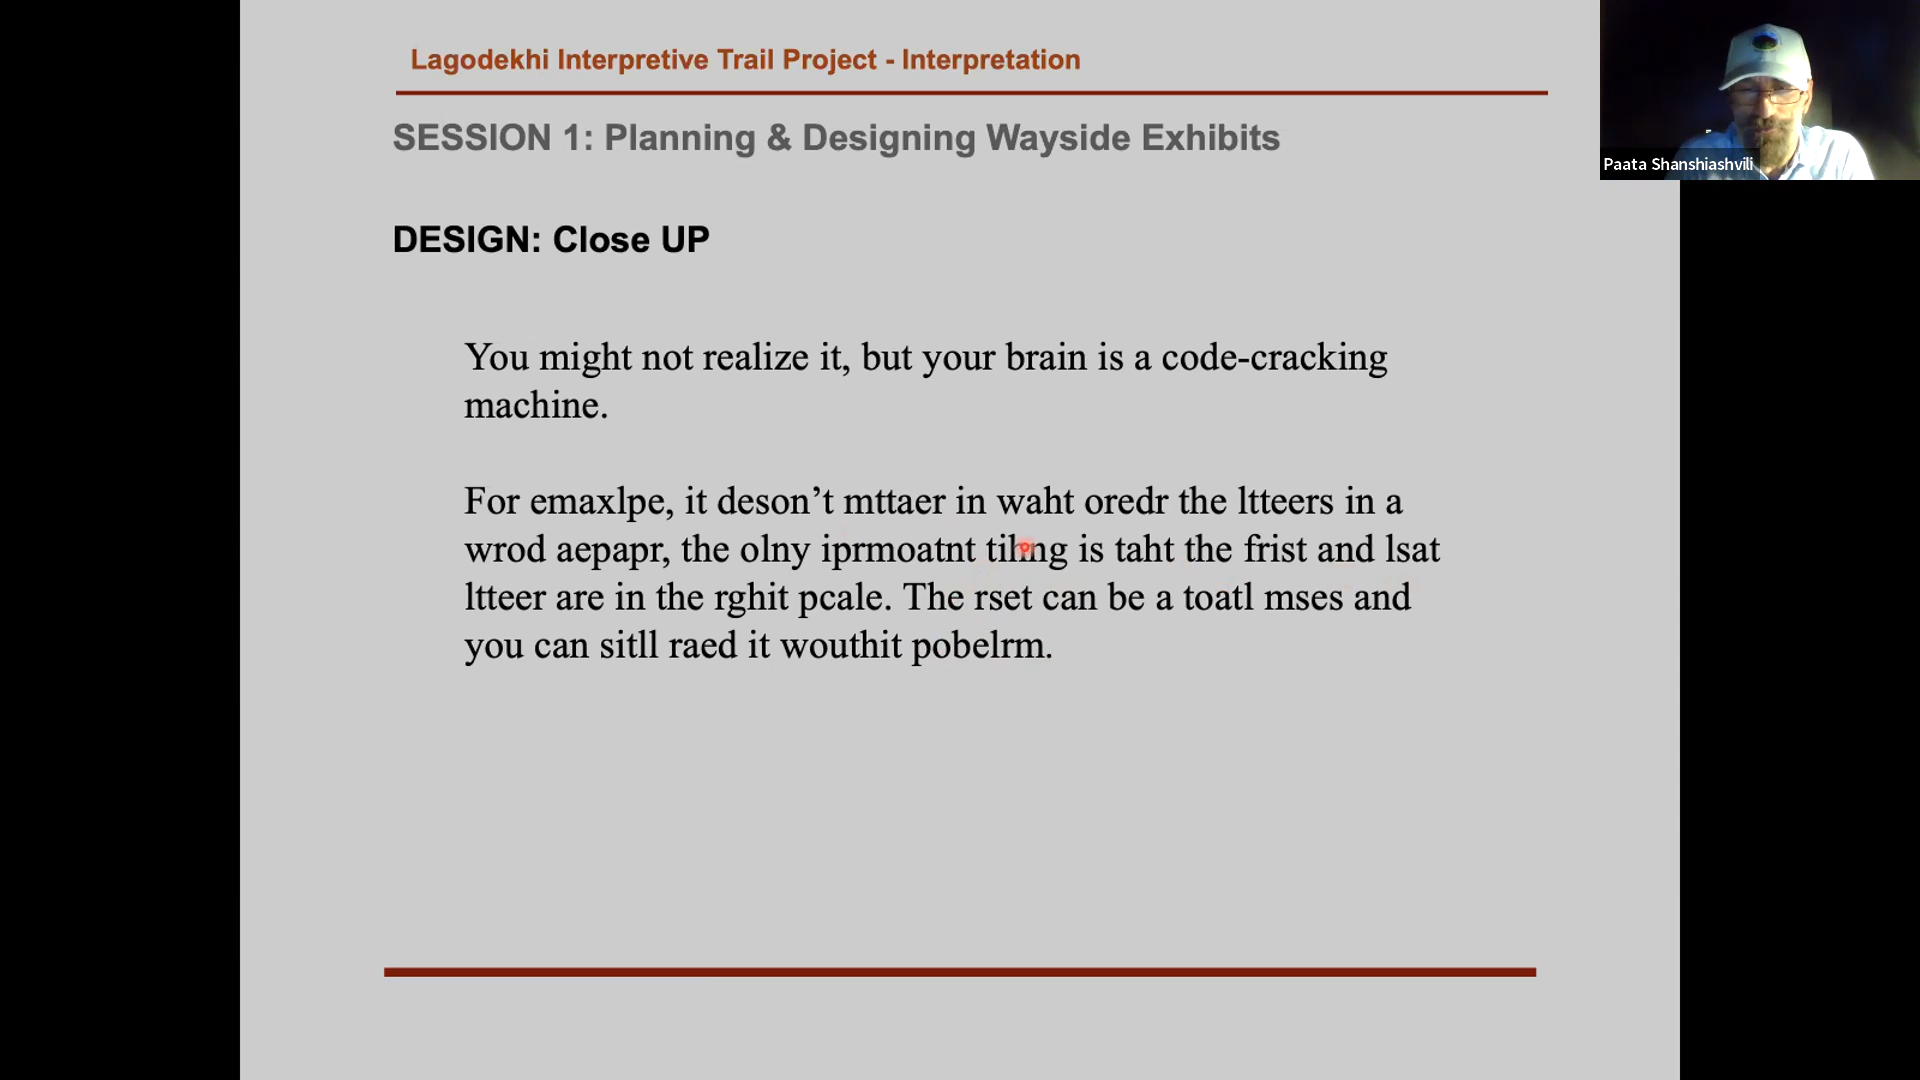 Lagodekhi Interpretive Trail Project - Interpretation
SESSION 1: Planning & Designing Wayside Exhibits
Paata Shanshiashvili
DESIGN: Close UP
You might not realize it, but your brain is a code-cracking
machine.
For emaxlpe, it deson’t mttaer in waht oredr the ltteers in a
wrod aepapr, the olny iprmoatnt is taht the frist and lsat
ltteer are in the rghit pcale. The rset can be a toatl mses and
you can sitll raed it wouthit pobelrm.